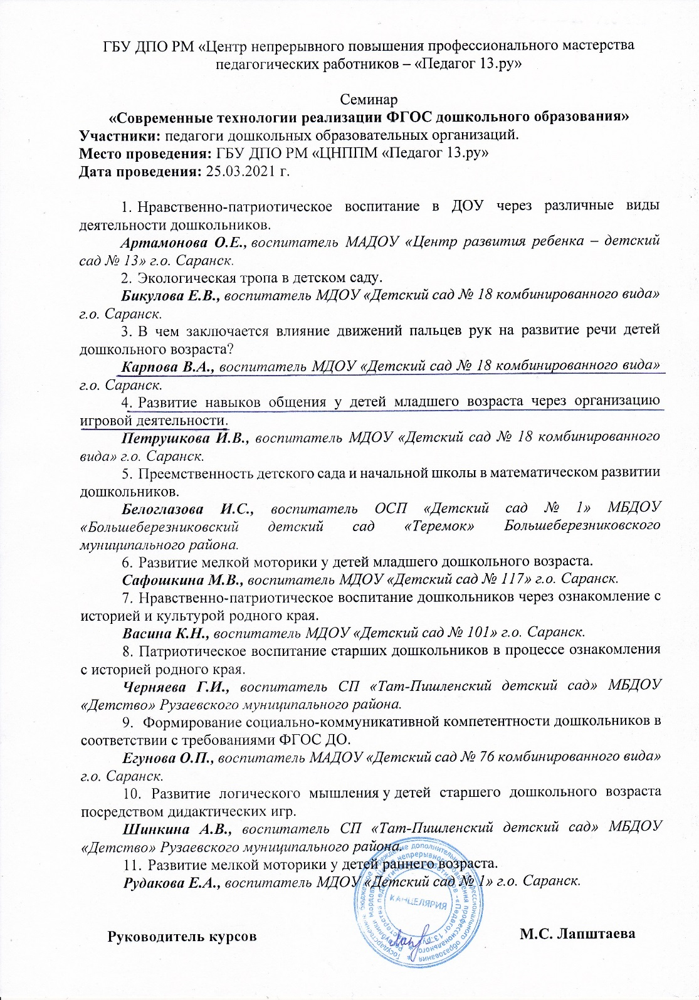 ГБУ ДПО РМ «Центр непрерывного повышения профессионального мастерства
педагогических работников – «Педагог 13.ру»
Семинар
«Современные технологии реализации ФГОС дошкольного образования»
Участники: педагоги дошкольных образовательных организаций.
Место проведения: ГБУ ДПО РМ «ЦНППМ «Педагог 13.ру»
Дата проведения: 25.03.2021 г.
1. Нравственно-патриотическое воспитание в ДОУ через различные виды
деятельности дошкольников.
Артамонова О.Е., воспитатель МАДОУ «Центр развития ребенка – детский
сад № 13» г.о. Саранск.
2. Экологическая тропа в детском саду.
Бикулова Е.В., воспитатель МДОУ «Детский сад № 18 комбинированного вида»
г.о. Саранск.
3. В чем заключается влияние движений пальцев рук на развитие речи детей
дошкольного возраста?
Карпова В.А., воспитатель МДОУ «Детский сад № 18 комбинированного вида»
г.о. Саранск.
4. Развитие навыков общения у детей младшего возраста через организацию
игровой деятельности.
Петрушкова И.В., воспитатель МДОУ «Детский сад № 18 комбинированного
вида» г.о. Саранск.
5. Преемственность детского сада и начальной школы в математическом развитии
дошкольников.
Белоглазова И.С., воспитатель ОСП «Детский сад № 1» МБДОУ
«Большеберезниковский детский сад «Теремок» Большеберезниковского
муниципального района.
6. Развитие мелкой моторики у детей младшего дошкольного возраста.
Сафошкина М.В., воспитатель МДОУ «Детский сад № 117» г.о. Саранск.
7. Нравственно-патриотическое воспитание дошкольников через ознакомление с
историей и культурой родного края.
Васина К.Н., воспитатель МДОУ «Детский сад № 101» г.о. Саранск.
8. Патриотическое воспитание старших дошкольников в процессе ознакомления
с историей родного края.
Черняева Г.И., воспитатель СП «Тат-Пишленский детский сад» МБДОУ
«Детство» Рузаевского муниципального района.
9. Формирование социально-коммуникативной компетентности дошкольников в
соответствии с требованиями ФГОС ДО.
Егунова О.П., воспитатель МАДОУ «Детский сад № 76 комбинированного вида»
г.о. Саранск.
10. Развитие логического мышления у детей старшего дошкольного возраста
посредством дидактических игр.
Шинкина А.В., воспитатель СП «Тат-Пишленский детский сад» МБДОУ
«Детство» Рузаевского муниципального района.
11. Развитие мелкой моторики у детей раннего возраста.
Рудакова Е.А., воспитатель МДОУ «Детский сад № 1» г.о. Саранск.
КАНЦЕЛЯРИЯ
Руководитель курсов М.С. Лапштаева